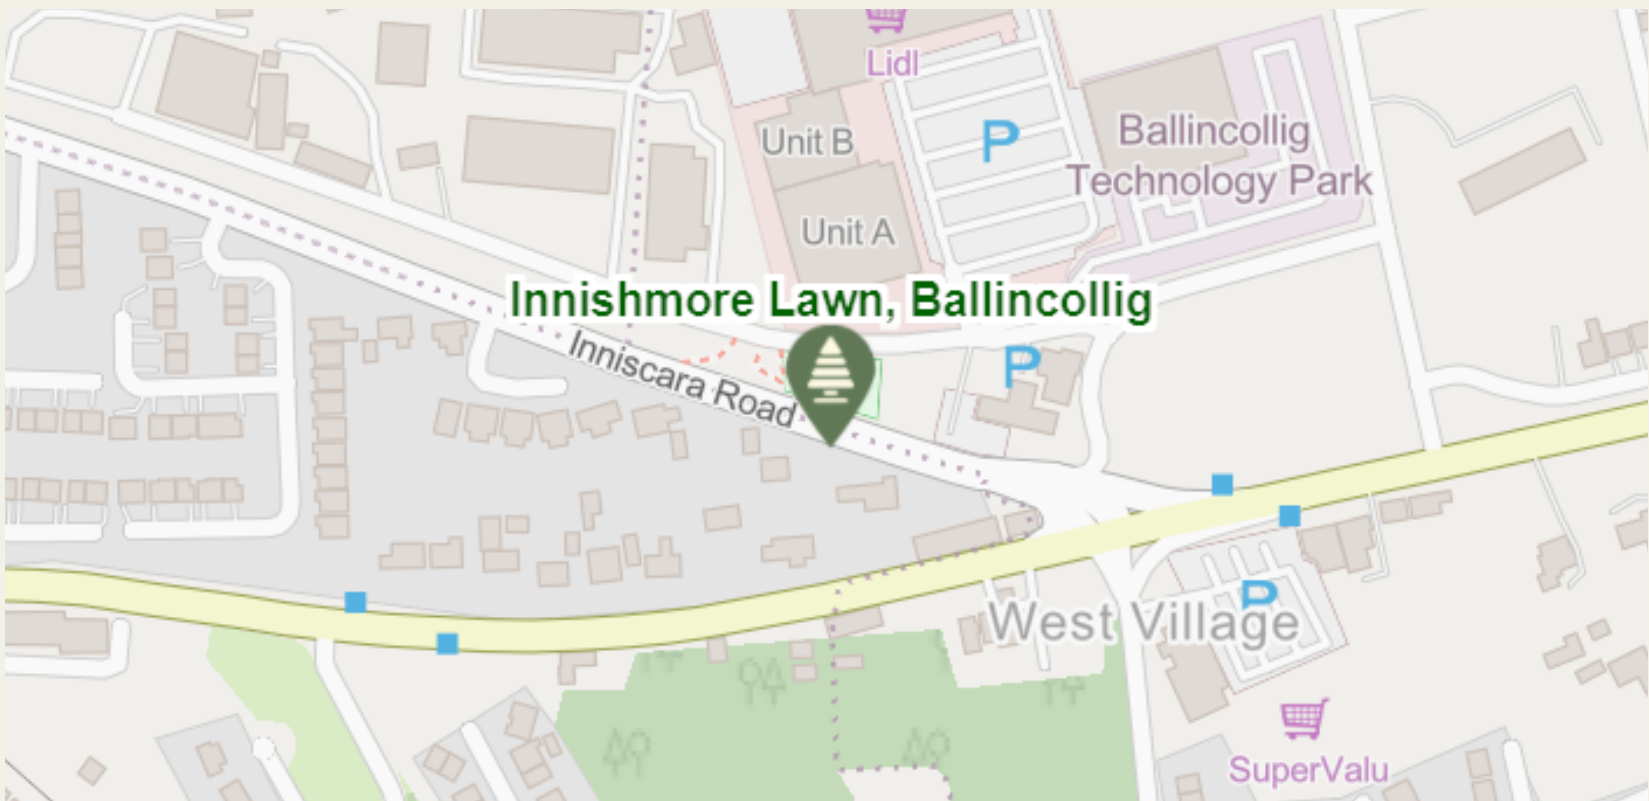 Lidl
Unit B
P
Ballincollig
Technology Park
Unit A
Innishmore Lawn, Ballincollig
Inniscara Road
P
P
West Village
SuperValu